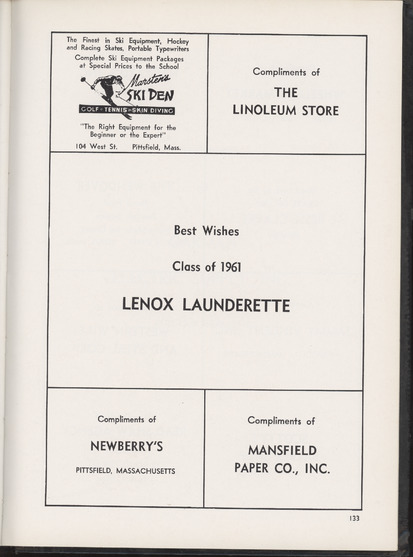 The Finest in Ski Equipment, Hockey
and Racing Skates, Portable Typewriters
Complete Ski Equipment Packages
at Special Prices to the School
Marster's
SKI DEN
GOLF - TENNIS - SKIN DIVING
"The Right Equipment for the
Beginner or the Expert"
104 West St. Pittsfield, Mass.
Compliments of
THE
LINOLEUM STORE
Best Wishes
Class of 1961
LENOX LAUNDERETTE
Compliments of
NEWBERRY'S
PITTSFIELD, MASSACHUSETTS
Compliments of
MANSFIELD
PAPER CO., INC.
133